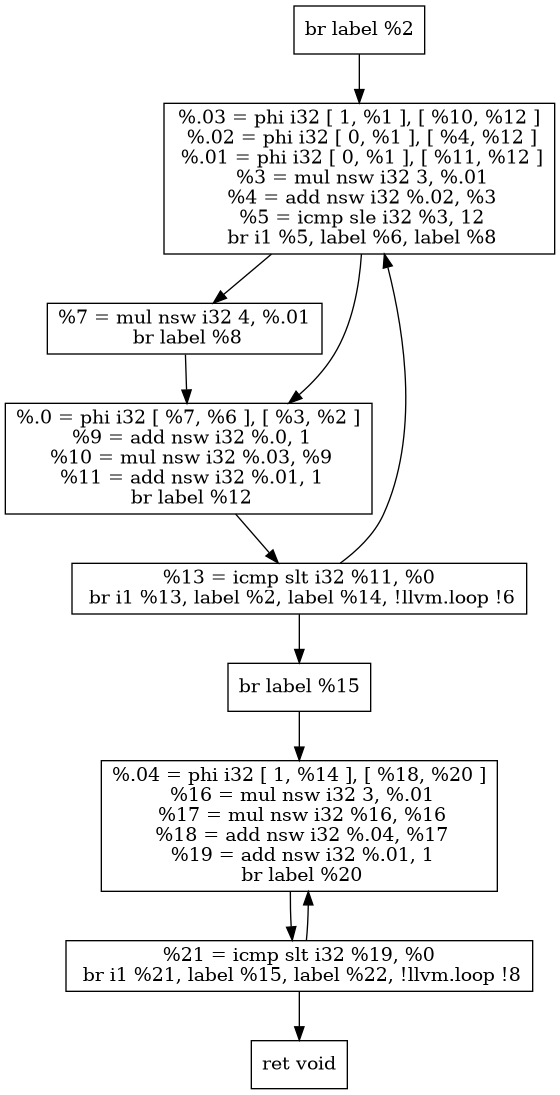 br label %2
%.03 = phi i32 [ 1, %1 ], [ %10, %12 ]
%.02 = phi i32 [ 0, %1 ], [ %4, %12 ]
%.01 = phi i32 [ 0, %1 ], [ %11, %12 ]
%3 = mul nsw i32 3, %.01
%4 = add nsw i32 %.02, %3
%5 = icmp sle i32 %3, 12
br i1 %5, label %6, label %8
%7 = mul nsw i32 4, %.01
br label %8
%.0 = phi i32 [ %7, %6 ], [ %3, %2 ]
%9 = add nsw i32 %.0, 1
%10 = mul nsw i32 %.03, %9
%11 = add nsw i32 %.01, 1
br label %12
%13 = icmp slt i32 %11, %0
br i1 %13, label %2, label %14, !llvm.loop !6
br label %15
%.04 = phi i32 [ 1, %14 ], [ %18, %20 ]
%16 = mul nsw i32 3, %.01
%17 = mul nsw i32 %16, %16
%18 = add nsw i32 %.04, %17
%19 = add nsw i32 %.01, 1
br label %20
%21 = icmp slt i32 %19, %0
br i1 %21, label %15, label %22, !llvm.loop !8
ret void